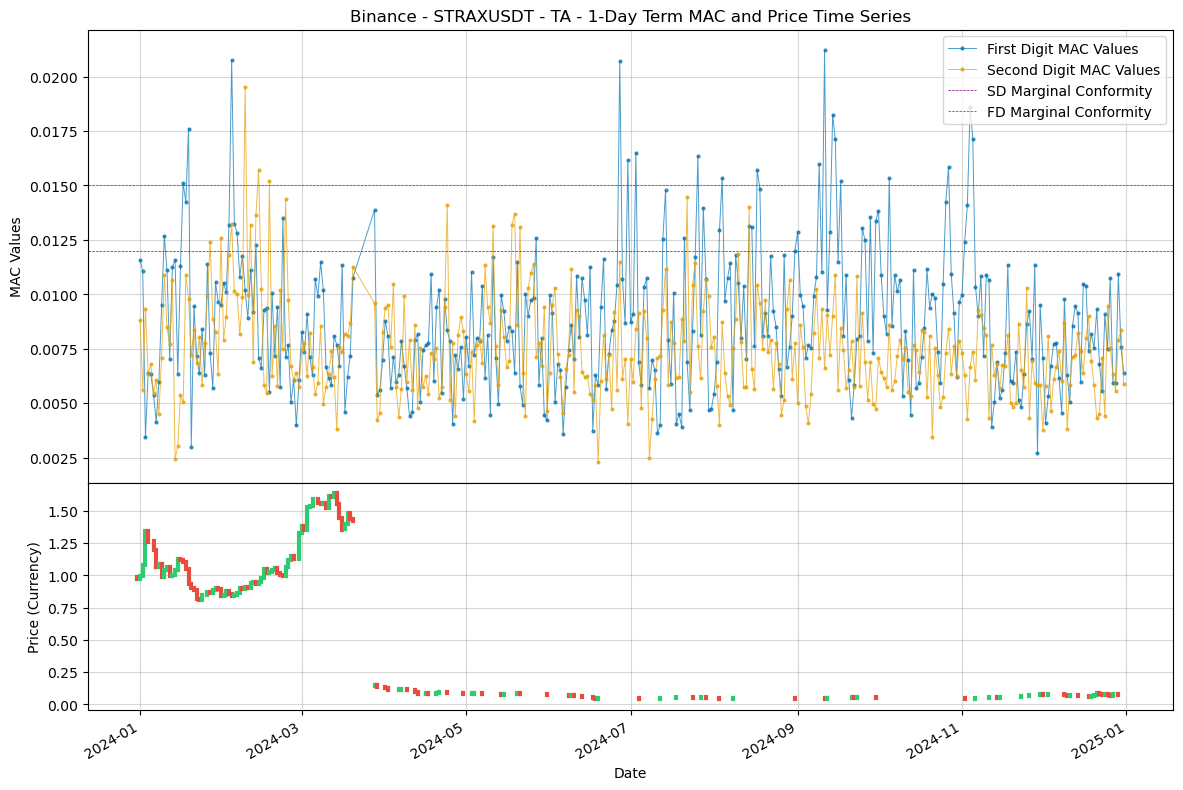 Binance - STRAXUSDT - TA - 1-Day Term MAC and Price Time Series
First Digit MAC Values
Second Digit MAC Values
SD Marginal Conformity
FD Marginal Conformity
MAC Values
0.0200
0.0175
0.0150
0.0125
0.0100
0.0075
0.0050
0.0025
Price (Currency)
1.50
1.25
1.00
0.75
0.50
0.25
0.00
2024-01
2024-03
2024-05
2024-07
2024-09
2024-11
2025-01
Date